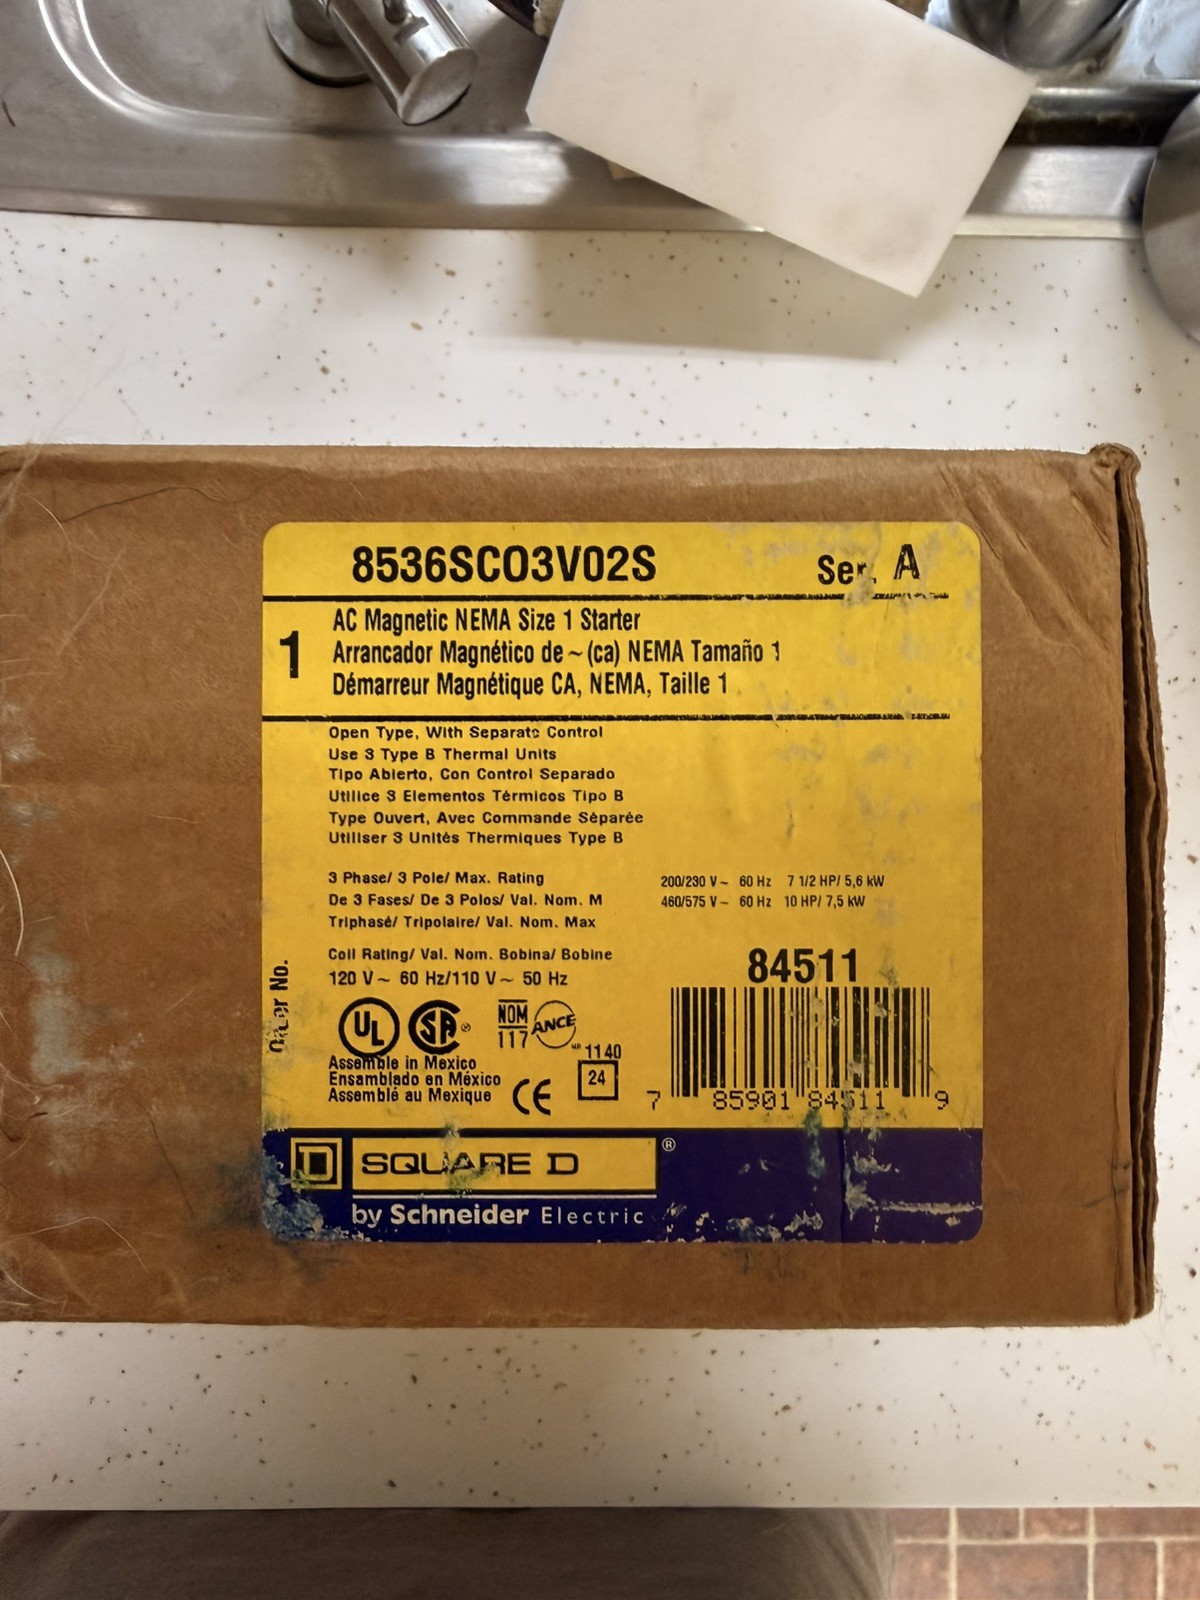 8536SCO3V02S Ser. A
1
AC Magnetic NEMA Size 1 Starter
Arrancador Magnético de ~ (ca) NEMA Tamaño 1
Démarreur Magnétique CA, NEMA, Taille 1
Open Type, With Separate Control
Use 3 Type B Thermal Units
Tipo Abierto, Con Control Separado
Utilice 3 Elementos Térmicos Tipo B
Type Ouvert, Avec Commande Séparée
Utiliser 3 Unités Thermiques Type B
3 Phase/ 3 Pole/ Max. Rating 200/230 V ~ 60 Hz 7 1/2 HP/ 5,6 kW
De 3 Fases/ De 3 Polos/ Val. Nom. M 460/575 V ~ 60 Hz 10 HP/ 7,5 kW
Triphasé/ Tripolaire/ Val. Nom. Max
Coil Rating/ Val. Nom. Bobina/ Bobine
120 V ~ 60 Hz/110 V ~ 50 Hz
84511
Order No.
UL
SA ®
NOM
117
ANCE
MR
1140
24
Assemble in Mexico
Ensamblado en México
Assemblé au Mexique
CE
7 85901 84511 9
D SQUARE D ®
by Schneider Electric